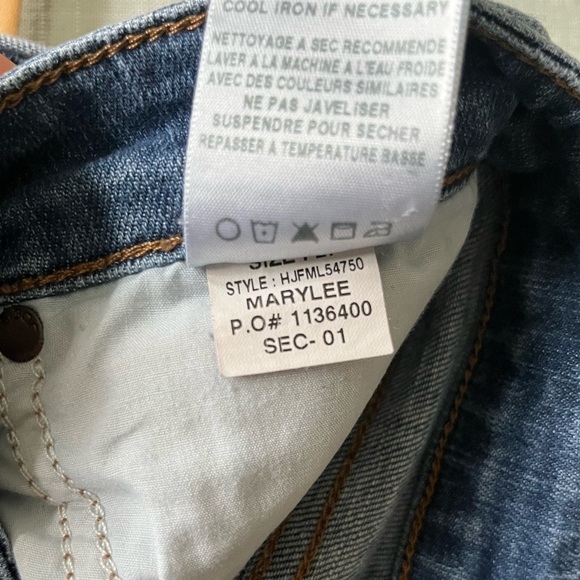 COOL IRON IF NECESSARY
NETTOYAGE A SEC RECOMMENDE
LAVER A LA MACHINE A L'EAU FROIDE
AVEC DES COULEURS SIMILAIRES
NE PAS JAVELISER
SUSPENDRE POUR SECHER
REPASSER A TEMPERATURE BASSE
STYLE : HJFML54750
MARYLEE
P.O# 1136400
SEC- 01